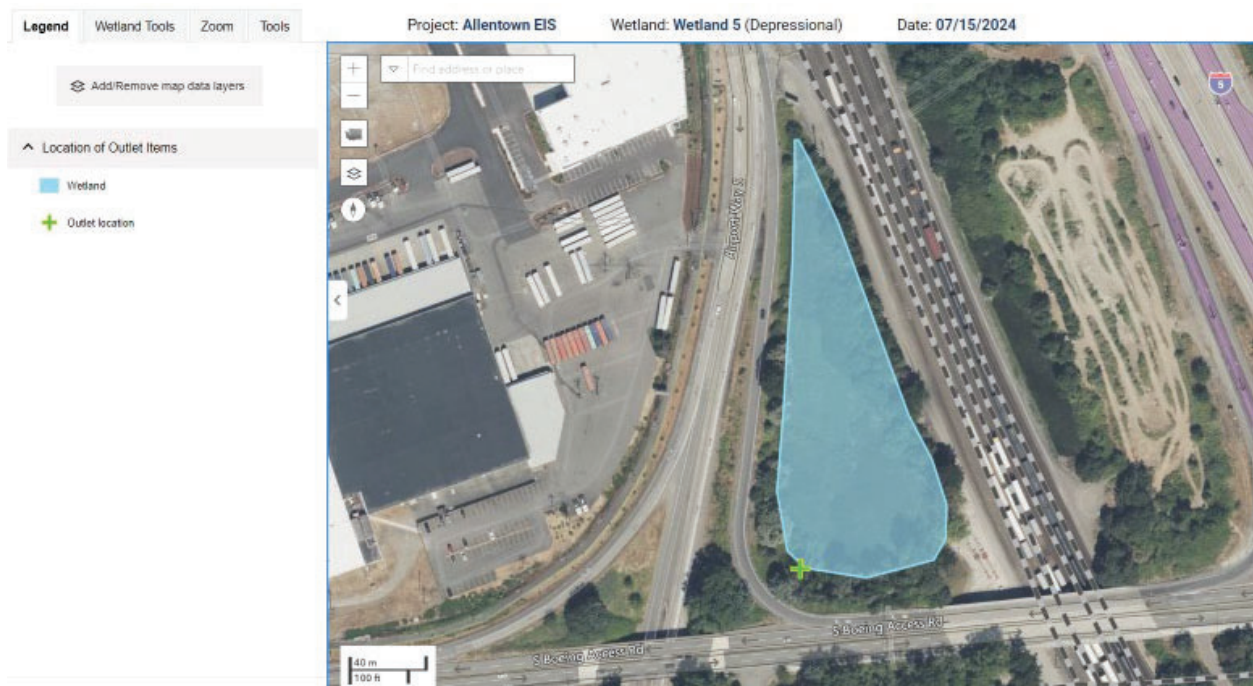 Legend Wetland Tools Zoom Tools Project: Allentown EIS Wetland: Wetland 5 (Depressional) Date: 07/15/2024
Find address or place
Add/Remove map data layers
5
Location of Outlet Items
Wetland
Outlet location
Airport Way S
S Boeing Access Rd
S Boeing Access Rd
40 m
100 ft